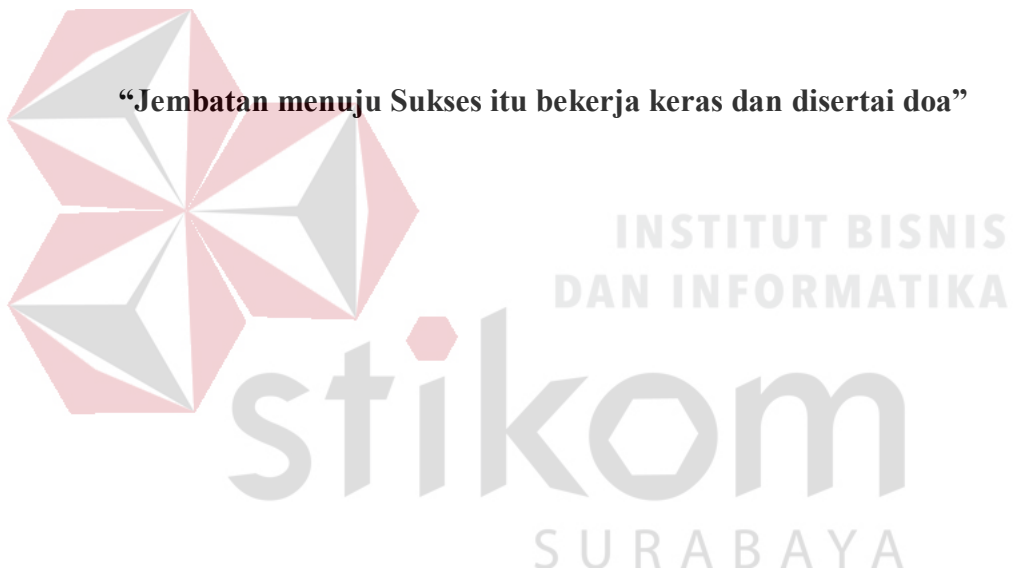 “Jembatan menuju Sukses itu bekerja keras dan disertai doa”
INSTITUT BISNIS
DAN INFORMATIKA
stikom
SURABAYA